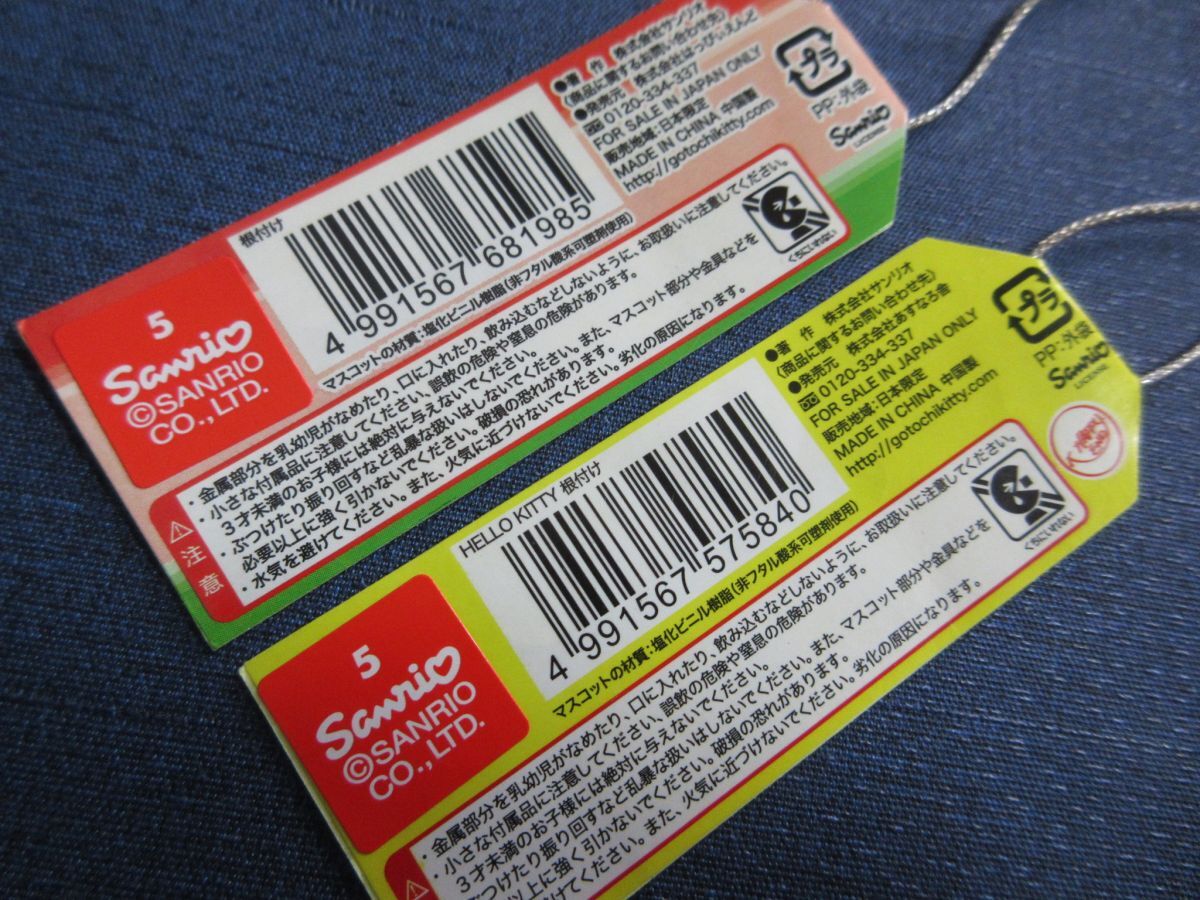 ●著　作　株式会社サンリオ
(商品に関するお問い合わせ先)
●発売元　株式会社はっぴぃえんど
0120-334-337
FOR SALE IN JAPAN ONLY
販売地域:日本限定
MADE IN CHINA 中国製
http://gotochikitty.com
プラ
PP:外袋
Sanrio
LICENSE
根付け
4 991567 681985
マスコットの材質:塩化ビニル樹脂(非フタル酸系可塑剤使用)
5
Sanrio
©SANRIO
CO.,LTD.
注意
・金属部分を乳幼児がなめたり、口に入れたり、飲み込むなどしないように、お取扱いに注意してください。
・小さな付属品に注意してください。誤飲の危険や窒息の危険があります。
3才未満のお子様には絶対に与えないでください。
・ぶつけたり振り回すなど乱暴な扱いはしないでください。また、マスコット部分や金具などを
必要以上に強く引かないでください。破損の恐れがあります。
・水気を避けてください。また、火気に近づけないでください。劣化の原因になります。
くちにいれない
●著　作　株式会社サンリオ
(商品に関するお問い合わせ先)
●発売元　株式会社あすなろ舎
0120-334-337
FOR SALE IN JAPAN ONLY
販売地域:日本限定
MADE IN CHINA 中国製
http://gotochikitty.com
プラ
PP:外袋
Sanrio
LICENSE
HELLO KITTY 根付け
4 991567 575840
マスコットの材質:塩化ビニル樹脂(非フタル酸系可塑剤使用)
5
Sanrio
©SANRIO
CO.,LTD.
・金属部分を乳幼児がなめたり、口に入れたり、飲み込むなどしないように、お取扱いに注意してください。
・小さな付属品に注意してください。誤飲の危険や窒息の危険があります。
3才未満のお子様には絶対に与えないでください。
ぶつけたり振り回すなど乱暴な扱いはしないでください。また、マスコット部分や金具などを
以上に強く引かないでください。破損の恐れがあります。
避けてください。また、火気に近づけないでください。劣化の原因になります。
くちにいれない